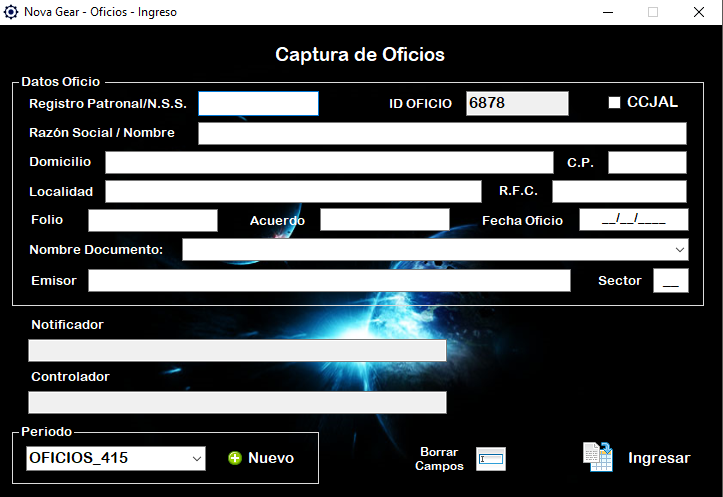 Nova Gear - Oficios - Ingreso
Captura de Oficios
Datos Oficio
Registro Patronal/N.S.S. ID OFICIO 6878 CCJAL
Razón Social / Nombre
Domicilio C.P.
Localidad R.F.C.
Folio Acuerdo Fecha Oficio __/__/____
Nombre Documento:
Emisor Sector __
Notificador
Controlador
Periodo
OFICIOS_415 Nuevo Borrar Campos Ingresar